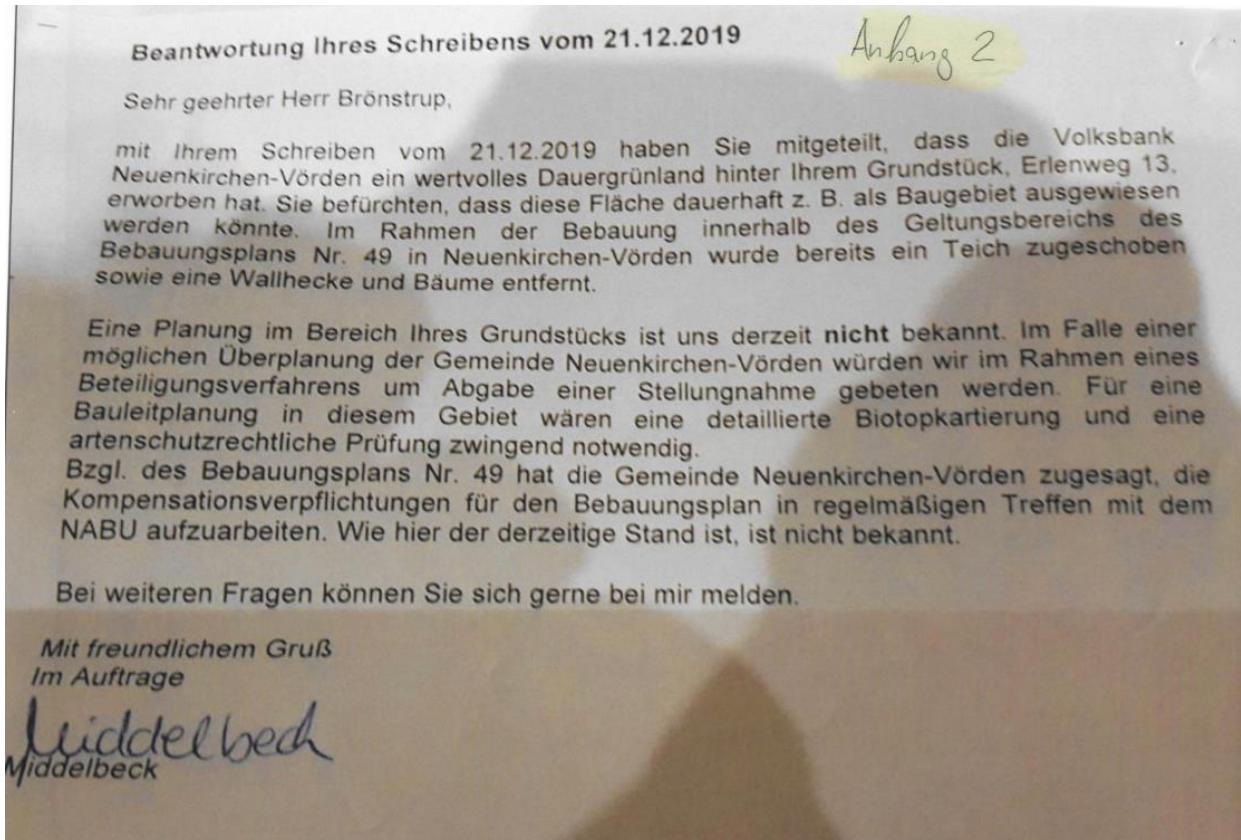 Beantwortung Ihres Schreibens vom 21.12.2019
Anhang 2
Sehr geehrter Herr Brönstrup,
mit Ihrem Schreiben vom 21.12.2019 haben Sie mitgeteilt, dass die Volksbank
Neuenkirchen-Vörden ein wertvolles Dauergrünland hinter Ihrem Grundstück, Erlenweg 13,
erworben hat. Sie befürchten, dass diese Fläche dauerhaft z. B. als Baugebiet ausgewiesen
werden könnte. Im Rahmen der Bebauung innerhalb des Geltungsbereichs des
Bebauungsplans Nr. 49 in Neuenkirchen-Vörden wurde bereits ein Teich zugeschoben
sowie eine Wallhecke und Bäume entfernt.
Eine Planung im Bereich Ihres Grundstücks ist uns derzeit nicht bekannt. Im Falle einer
möglichen Überplanung der Gemeinde Neuenkirchen-Vörden würden wir im Rahmen eines
Beteiligungsverfahrens um Abgabe einer Stellungnahme gebeten werden. Für eine
Bauleitplanung in diesem Gebiet wären eine detaillierte Biotopkartierung und eine
artenschutzrechtliche Prüfung zwingend notwendig.
Bzgl. des Bebauungsplans Nr. 49 hat die Gemeinde Neuenkirchen-Vörden zugesagt, die
Kompensationsverpflichtungen für den Bebauungsplan in regelmäßigen Treffen mit dem
NABU aufzuarbeiten. Wie hier der derzeitige Stand ist, ist nicht bekannt.
Bei weiteren Fragen können Sie sich gerne bei mir melden.
Mit freundlichem Gruß
Im Auftrage
Middelbeck
Middelbeck